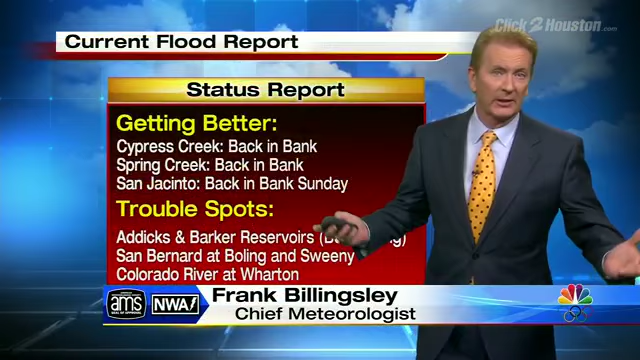 Click2Houston.com
Current Flood Report
Status Report
Getting Better:
Cypress Creek: Back in Bank
Spring Creek: Back in Bank
San Jacinto: Back in Bank Sunday
Trouble Spots:
Addicks & Barker Reservoirs (
San Bernard at Boling and Sweeny
Colorado River at Wharton
ams NWA
Frank Billingsley
Chief Meteorologist